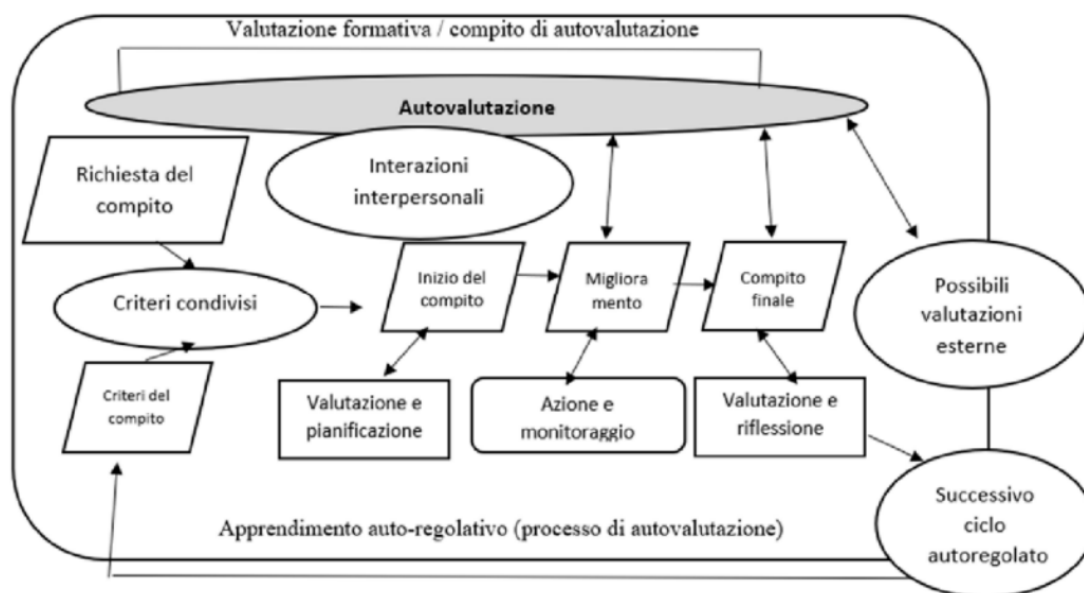 Valutazione formativa / compito di autovalutazione
Autovalutazione
Richiesta del
compito
Interazioni
interpersonali
Criteri condivisi
Inizio del
compito
Migliora
mento
Compito
finale
Possibili
valutazioni
esterne
Criteri del
compito
Valutazione e
pianificazione
Azione e
monitoraggio
Valutazione e
riflessione
Successivo
ciclo
autoregolato
Apprendimento auto-regolativo (processo di autovalutazione)